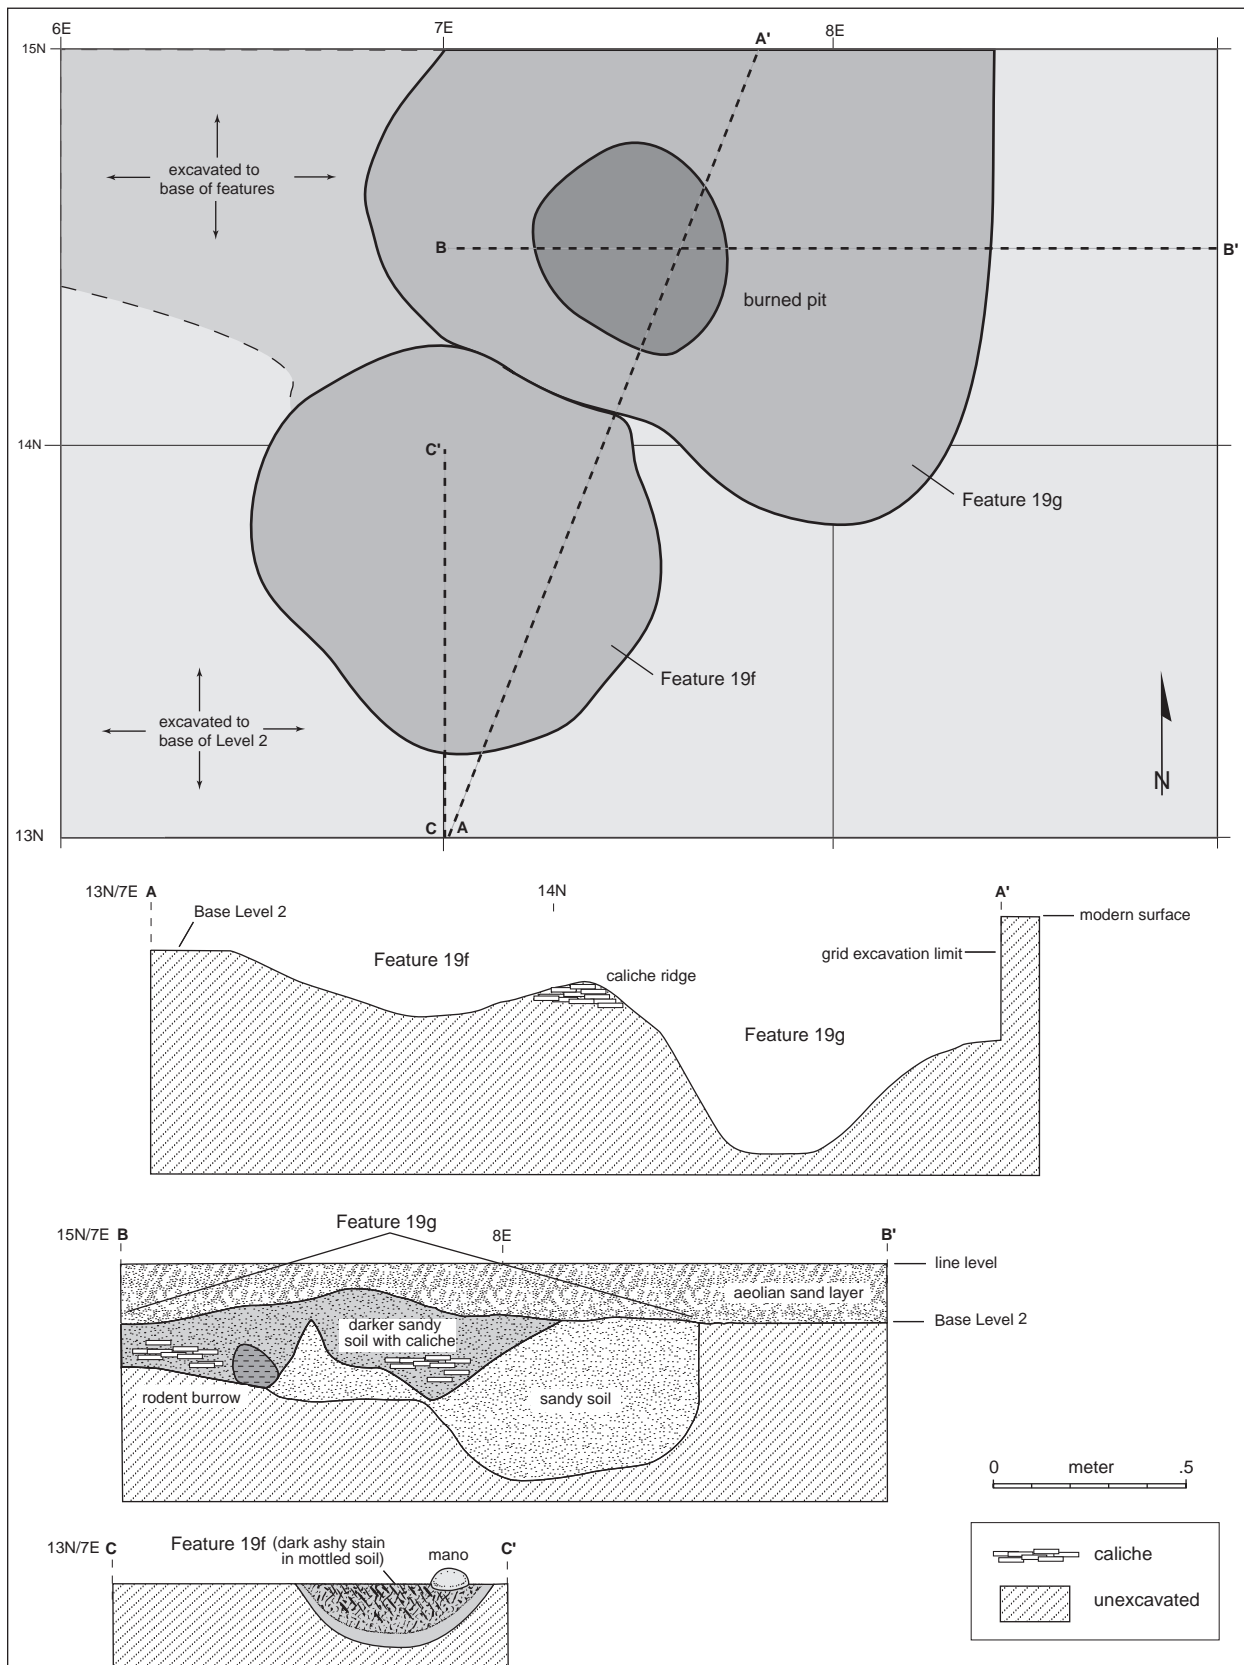 6E 7E 8E
A'
15N
excavated to
base of features
B B'
burned pit
14N
C'
Feature 19g
Feature 19f
excavated to
base of Level 2
N
C A
13N
13N/7E A 14N A'
Base Level 2
modern surface
Feature 19f
grid excavation limit
caliche ridge
Feature 19g
15N/7E B Feature 19g 8E B'
line level
aeolian sand layer
Base Level 2
darker sandy
soil with caliche
rodent burrow
sandy soil
0 meter .5
13N/7E C Feature 19f (dark ashy stain
in mottled soil) mano C'
caliche
unexcavated